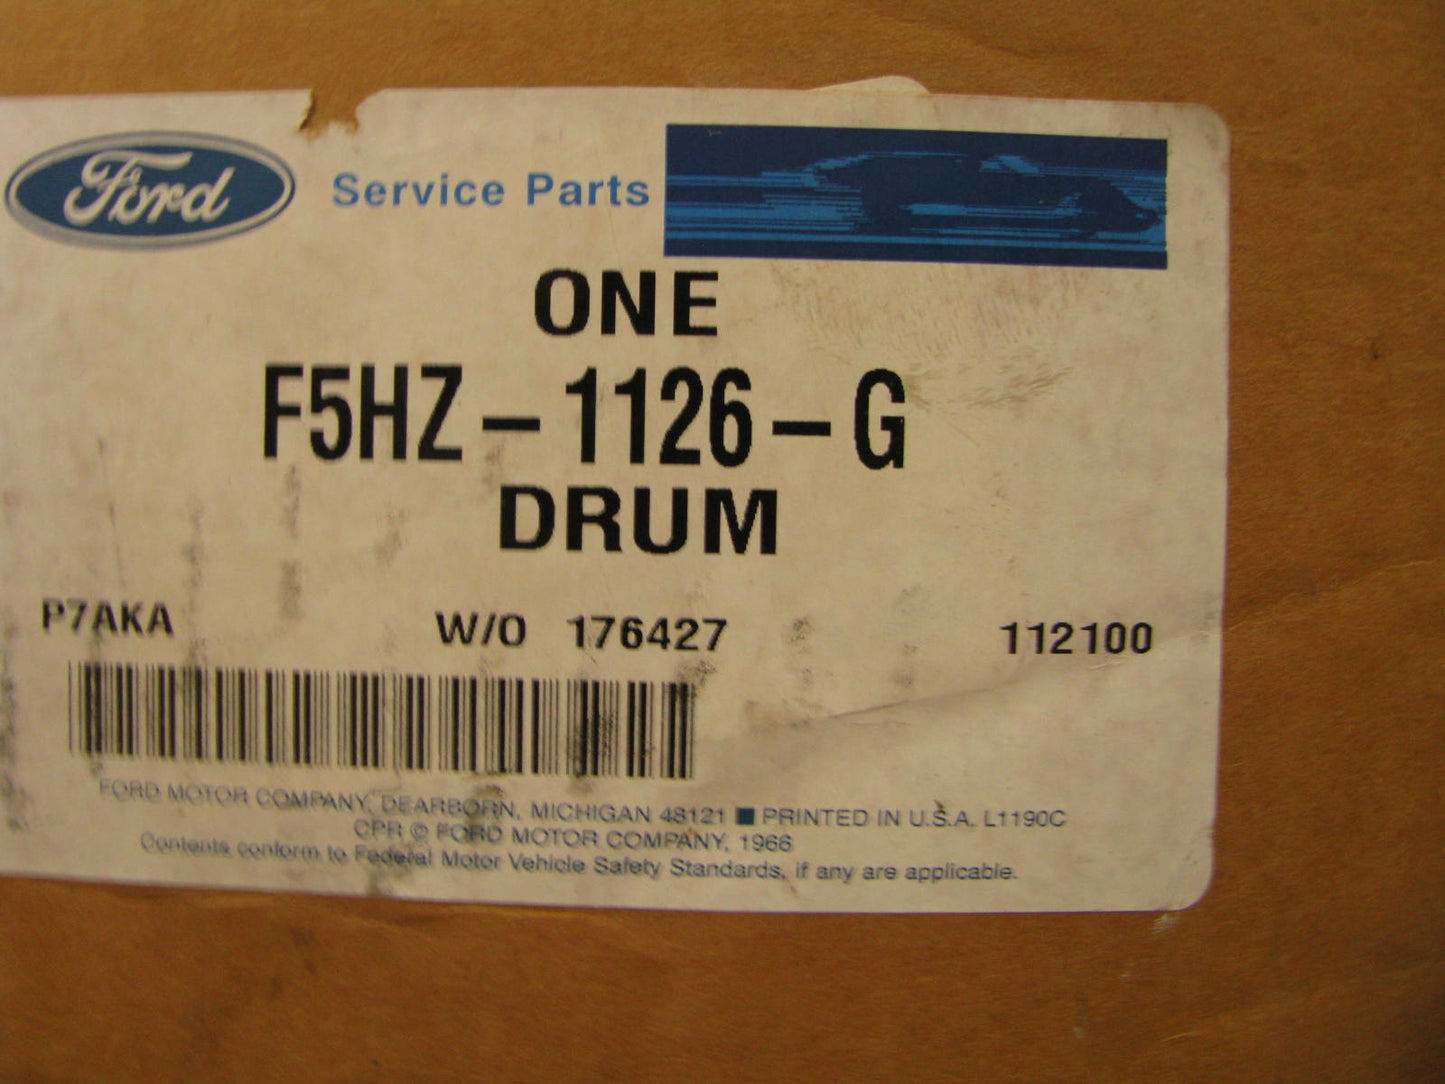 Ford Service Parts
ONE
F5HZ - 1126 - G
DRUM
P7AKA W/O 176427 112100
FORD MOTOR COMPANY, DEARBORN, MICHIGAN 48121 ■ PRINTED IN U.S.A. L1190C
CPR © FORD MOTOR COMPANY, 1966
Contents conform to Federal Motor Vehicle Safety Standards, if any are applicable.